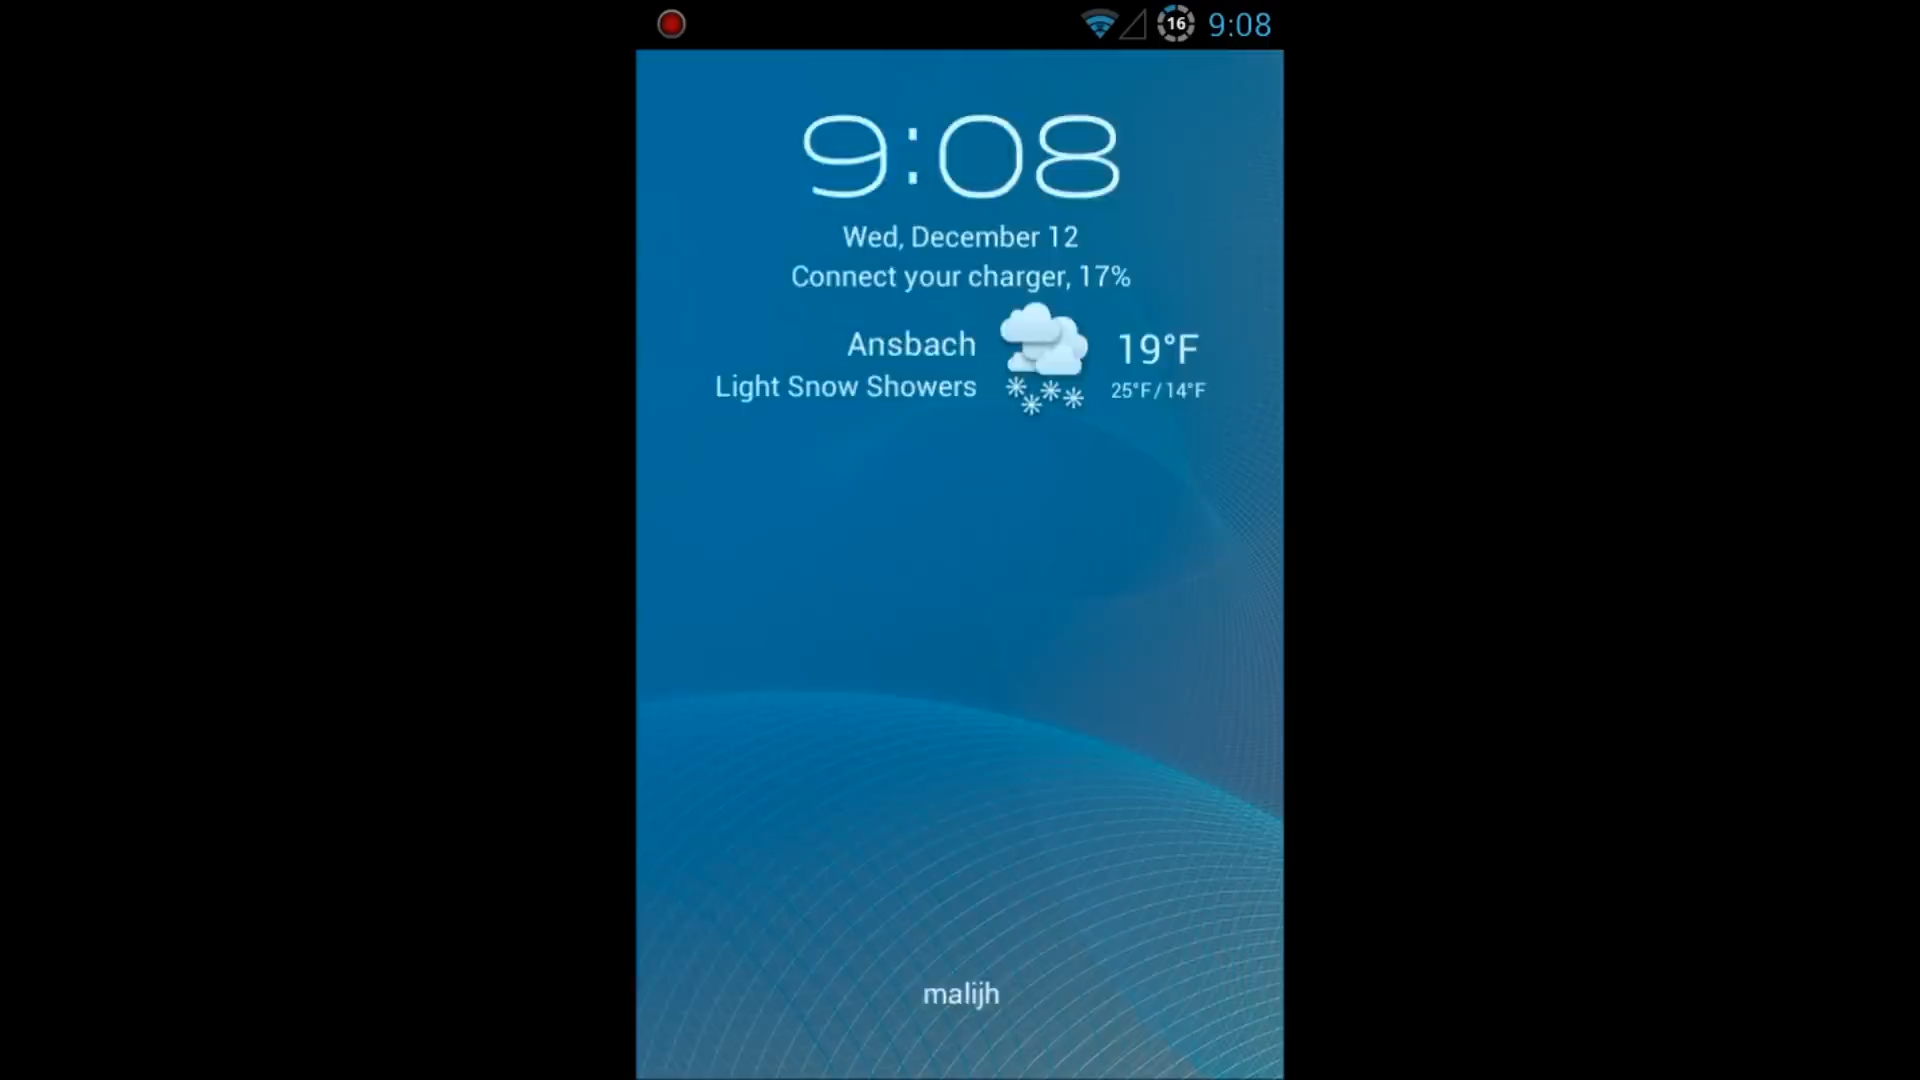 16 9:08
9:08
Wed, December 12
Connect your charger, 17%
Ansbach
19°F
Light Snow Showers
25°F/14°F
malijh